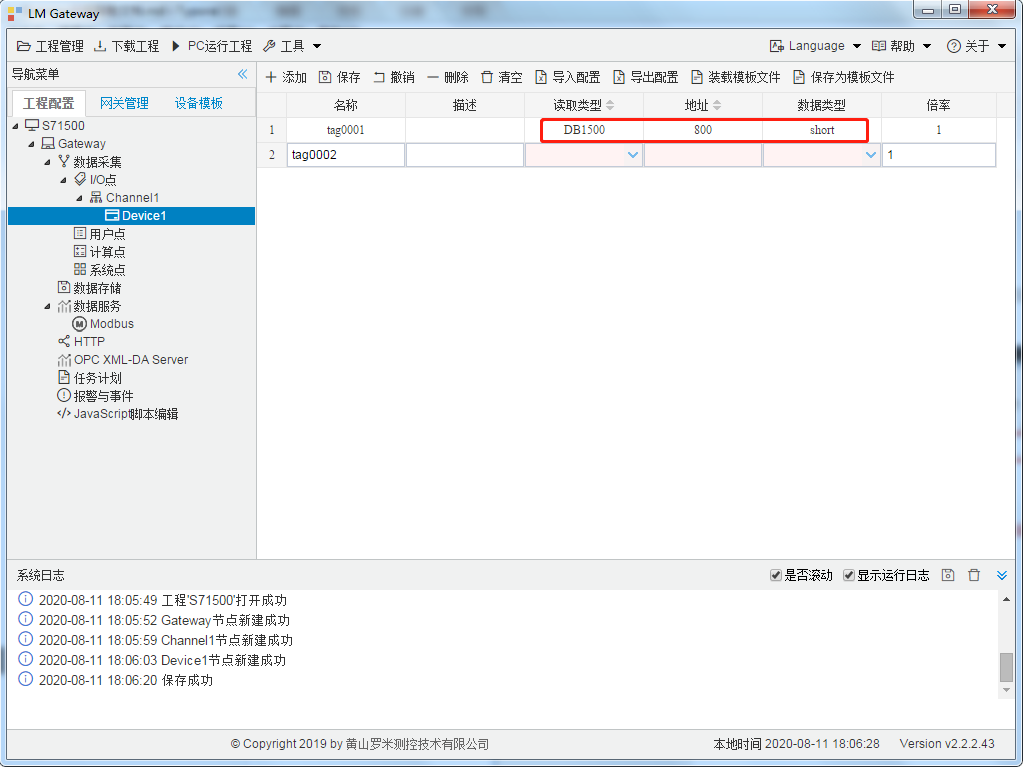 LM Gateway
工程管理 下载工程 PC运行工程 工具 Language 帮助 关于
导航菜单 添加 保存 撤销 删除 清空 导入配置 导出配置 装载模板文件 保存为模板文件
工程配置 网关管理 设备模板
名称 描述 读取类型 地址 数据类型 倍率
1 tag0001 DB1500 800 short 1
2 tag0002 1
S71500
Gateway
数据采集
I/O点
Channel1
Device1
用户点
计算点
系统点
数据存储
数据服务
Modbus
HTTP
OPC XML-DA Server
任务计划
报警与事件
JavaScript脚本编辑
系统日志 是否滚动 显示运行日志
2020-08-11 18:05:49 工程'S71500'打开成功
2020-08-11 18:05:52 Gateway节点新建成功
2020-08-11 18:05:59 Channel1节点新建成功
2020-08-11 18:06:03 Device1节点新建成功
2020-08-11 18:06:20 保存成功
© Copyright 2019 by 黄山罗米测控技术有限公司 本地时间 2020-08-11 18:06:28 Version v2.2.2.43